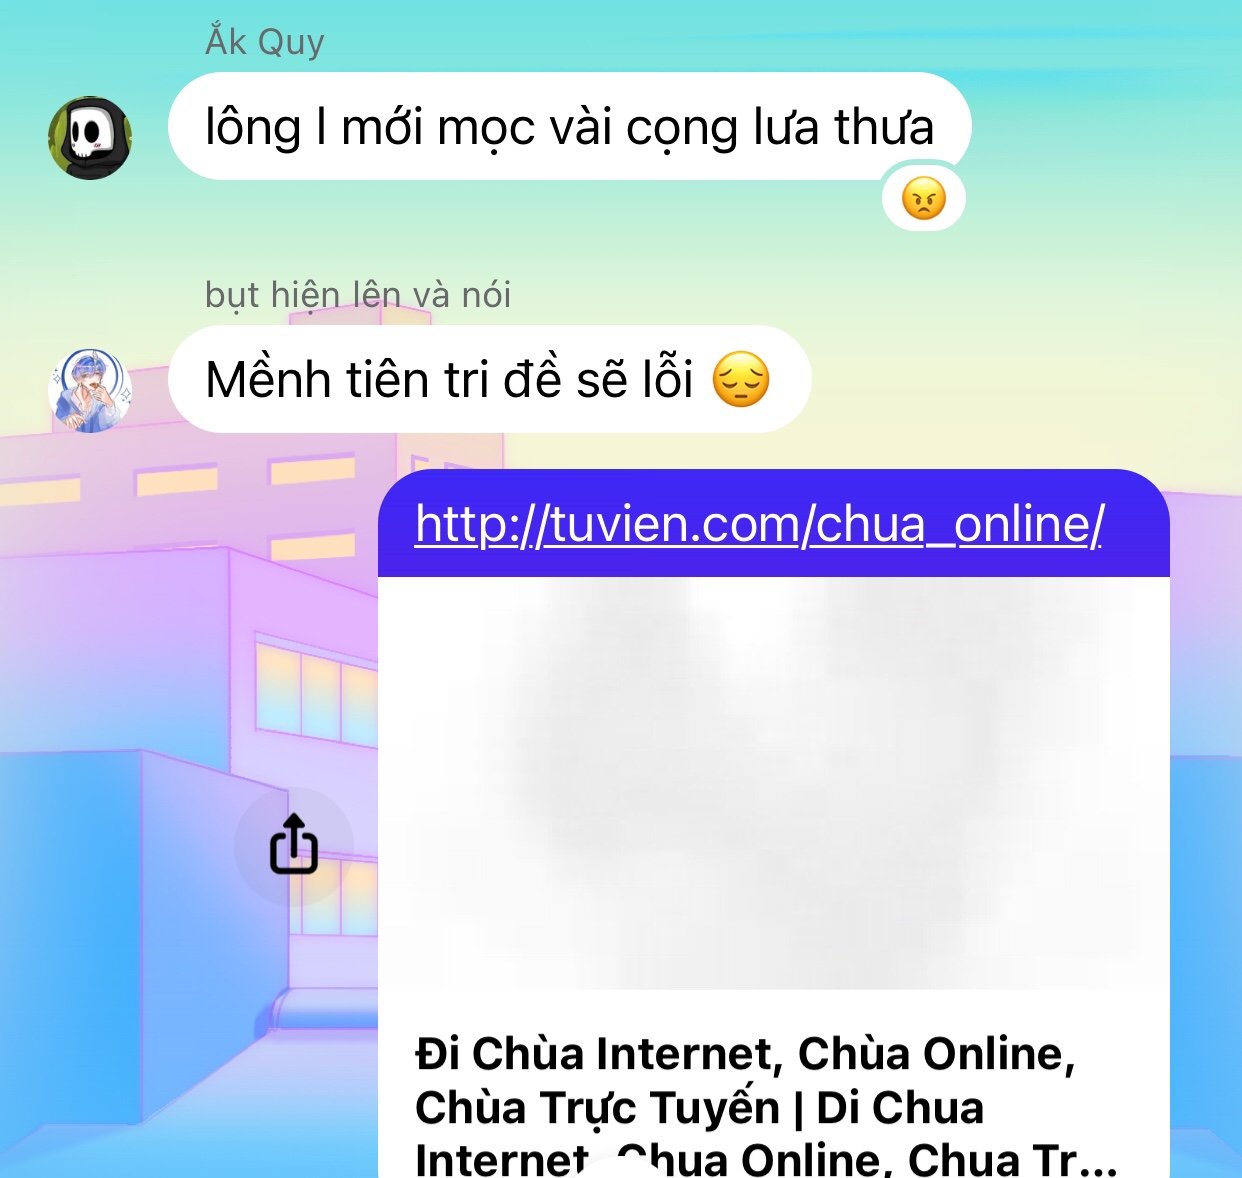 Ắk Quy
lông l mới mọc vài cọng lưa thưa
😠
bụt hiện lên và nói
Mềnh tiên tri đề sẽ lỗi 😔
http://tuvien.com/chua_online/
Đi Chùa Internet, Chùa Online,
Chùa Trực Tuyến | Di Chua
Internet, Chua Online, Chua Tr...